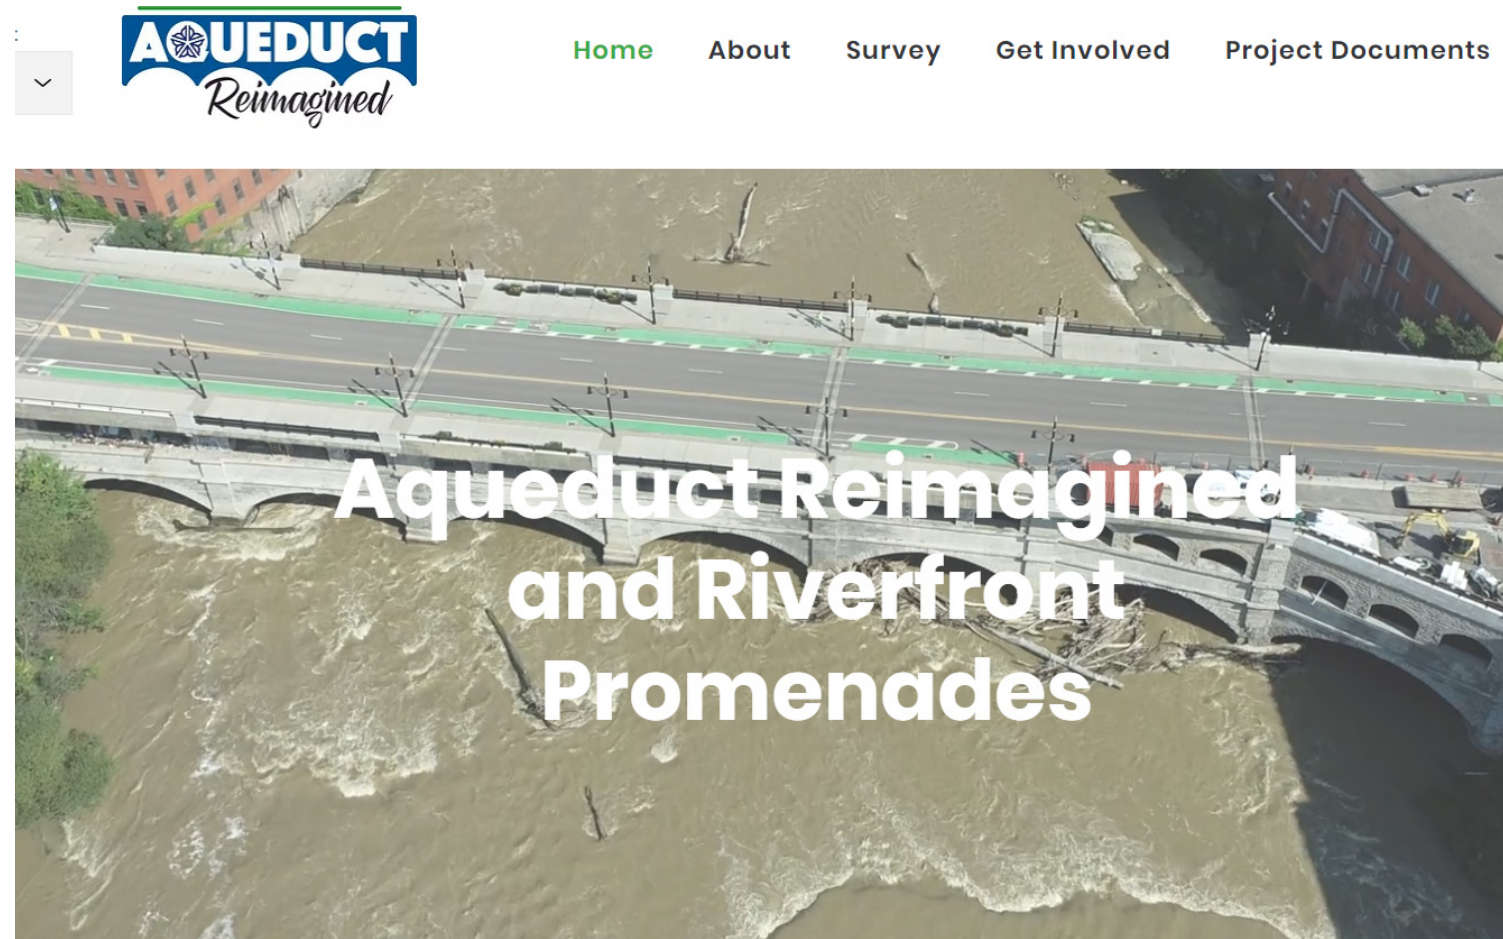 :
AQUEDUCT
Reimagined
Home About Survey Get Involved Project Documents
Aqueduct Reimagined
and Riverfront
Promenades